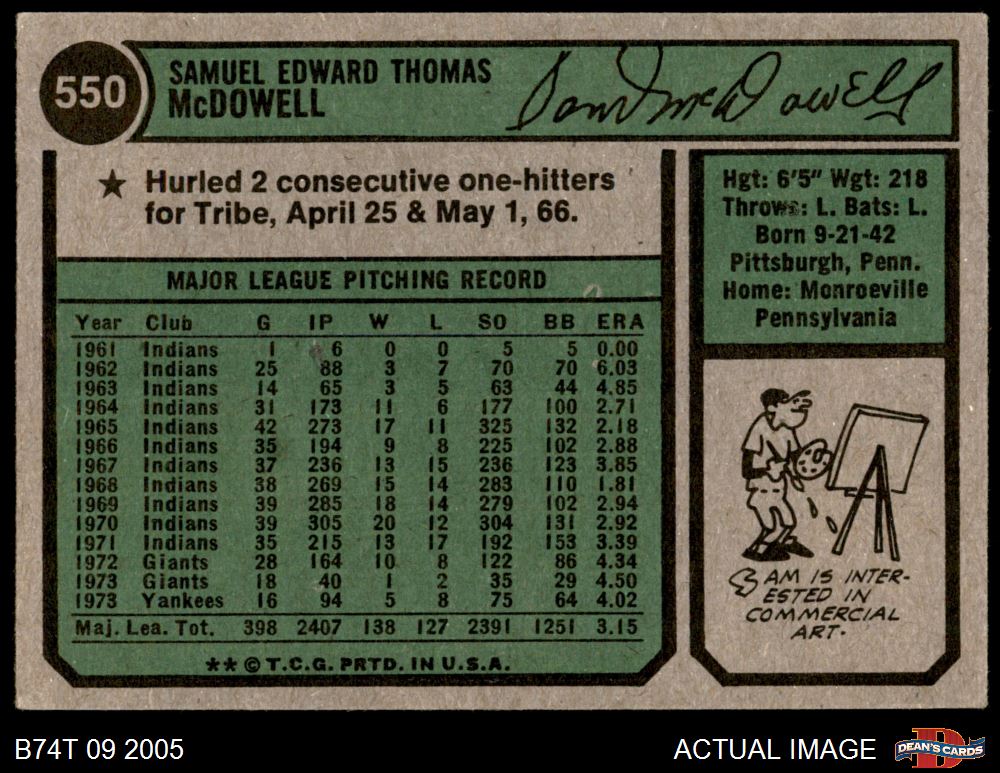 550
SAMUEL EDWARD THOMAS
McDOWELL
Sam McDowell
★ Hurled 2 consecutive one-hitters
for Tribe, April 25 & May 1, 66.
Hgt: 6'5" Wgt: 218
Throws: L. Bats: L.
Born 9-21-42
Pittsburgh, Penn.
Home: Monroeville
Pennsylvania
MAJOR LEAGUE PITCHING RECORD
Year Club G IP W L SO BB ERA
1961 Indians 1 6 0 0 5 5 0.00
1962 Indians 25 88 3 7 70 70 6.03
1963 Indians 14 65 3 5 63 44 4.85
1964 Indians 31 173 11 6 177 100 2.71
1965 Indians 42 273 17 11 325 132 2.18
1966 Indians 35 194 9 8 225 102 2.88
1967 Indians 37 236 13 15 236 123 3.85
1968 Indians 38 269 15 14 283 110 1.81
1969 Indians 39 285 18 14 279 102 2.94
1970 Indians 39 305 20 12 304 131 2.92
1971 Indians 35 215 13 17 192 153 3.39
1972 Giants 28 164 10 8 122 86 4.34
1973 Giants 18 40 1 2 35 29 4.50
1973 Yankees 16 94 5 8 75 64 4.02
Maj. Lea. Tot. 398 2407 138 127 2391 1251 3.15
** © T.C.G. PRTD. IN U.S.A.
SAM IS INTER-
ESTED IN
COMMERCIAL
ART.
B74T 09 2005
ACTUAL IMAGE
D
DEAN'S CARDS